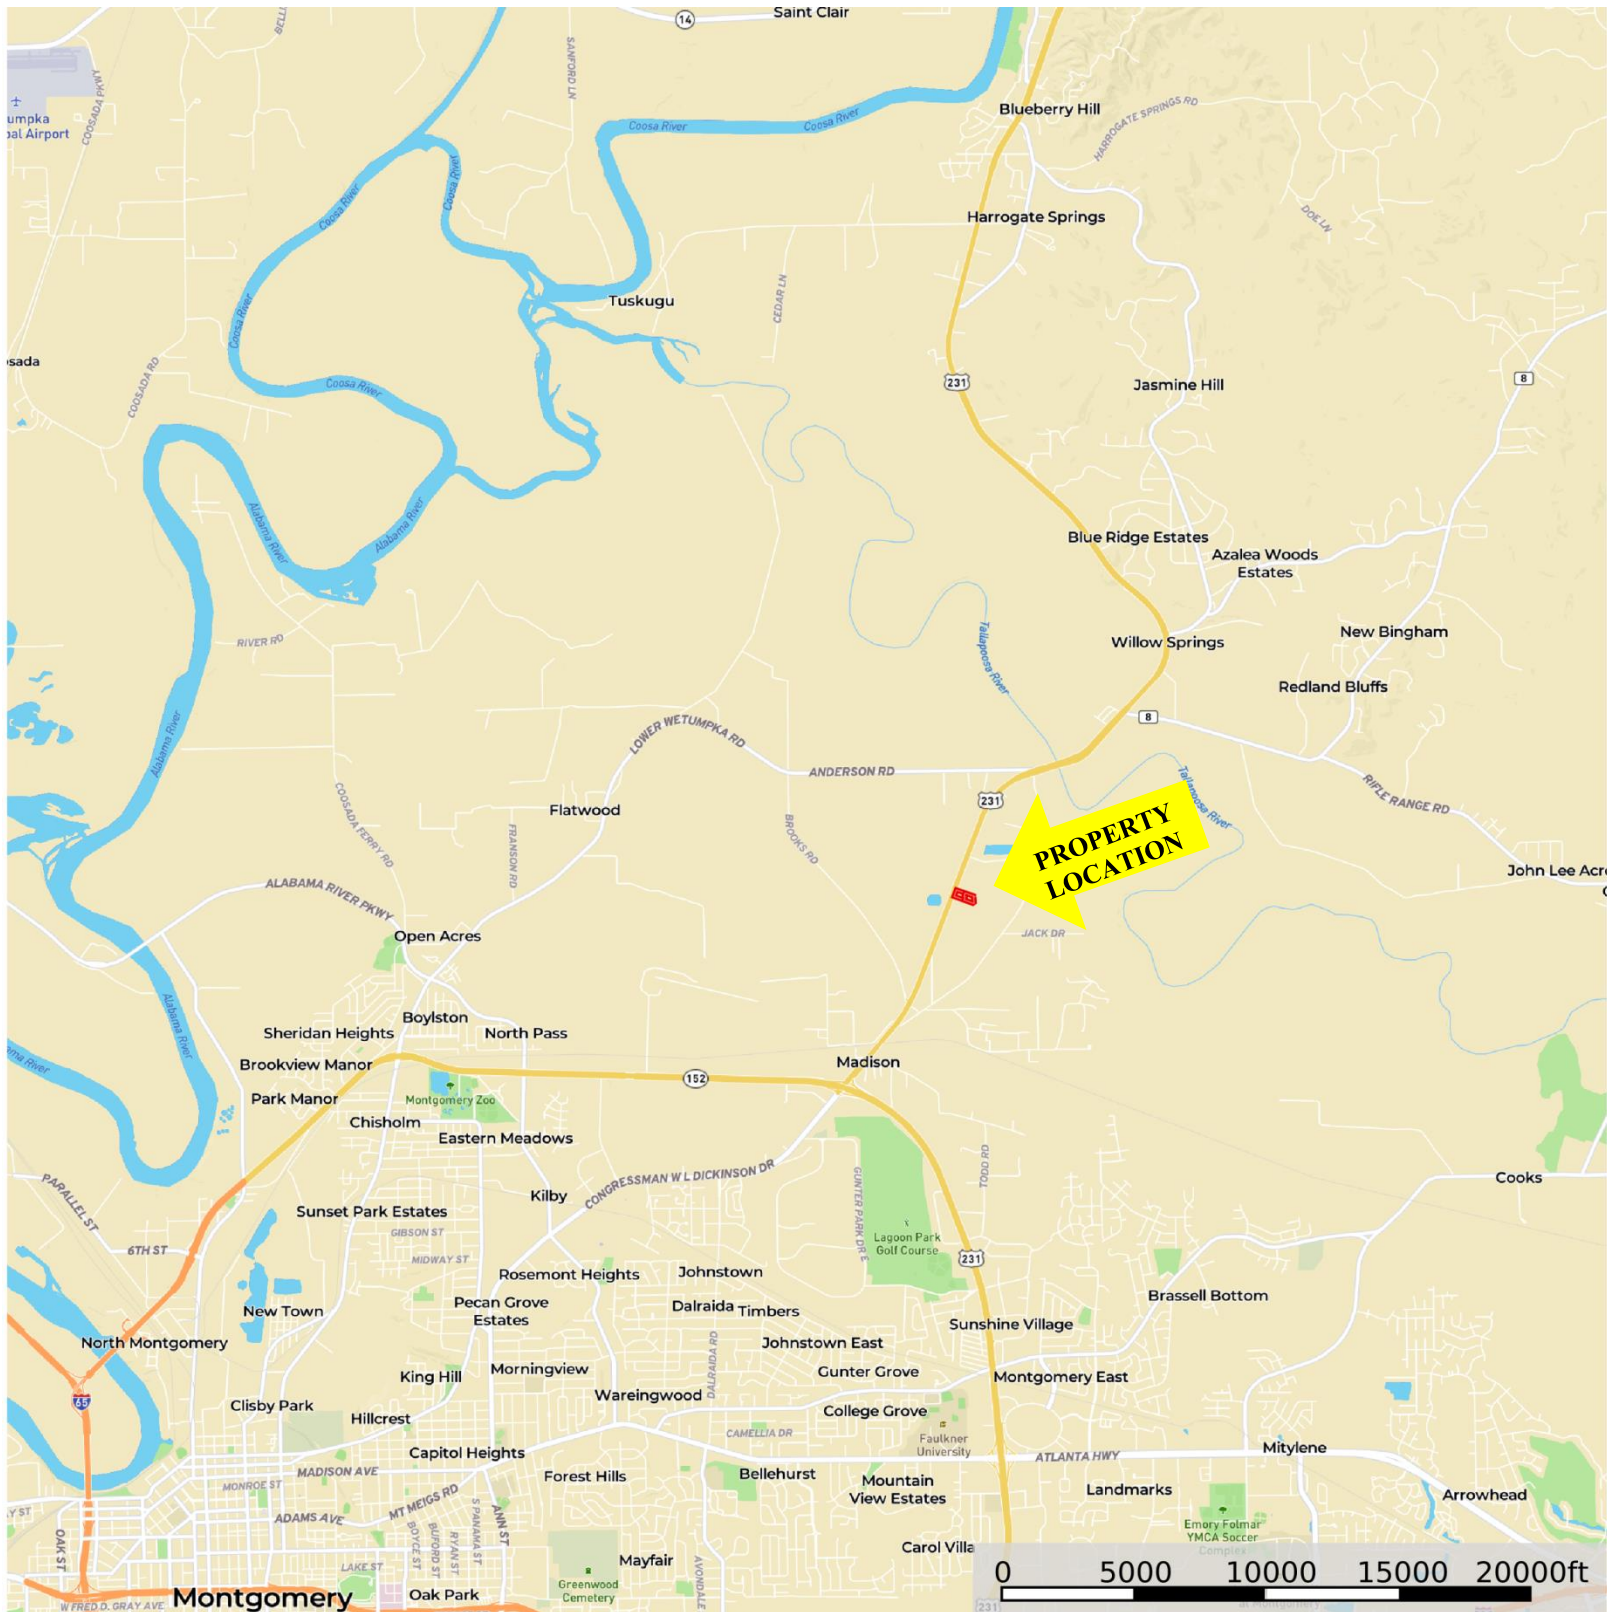 Saint Clair
14
SANFORD LN
COOSADA PKWY
umpka
pal Airport
Coosa River
Coosa River
Blueberry Hill
HARROGATE SPRINGS RD
Coosa River
Coosa River
Harrogate Springs
DOE LN
Tuskugu
CEDAR LN
Coosa River
osada
COOSADA RD
Coosa River
231
Jasmine Hill
8
Alabama River
Alabama River
Blue Ridge Estates
Azalea Woods
Estates
RIVER RD
Tallapoosa River
Willow Springs
New Bingham
Redland Bluffs
Alabama River
LOWER WETUMPKA RD
8
ANDERSON RD
231
Tallapoosa River
RIFLE RANGE RD
COOSADA FERRY RD
Flatwood
FRANSON RD
BROOKS RD
PROPERTY
LOCATION
John Lee Acre
ALABAMA RIVER PKWY
Open Acres
JACK DR
Alabama River
Boylston
Sheridan Heights
North Pass
ama River
Brookview Manor
Madison
152
Park Manor
Montgomery Zoo
Chisholm
Eastern Meadows
PARALLEL ST
CONGRESSMAN W L DICKINSON DR
TODD RD
Cooks
Kilby
GUNTER PARK DR E
Sunset Park Estates
GIBSON ST
6TH ST
MIDWAY ST
Lagoon Park
Golf Course
231
Rosemont Heights
Johnstown
New Town
Pecan Grove
Estates
Dalraida
Timbers
Brassell Bottom
Sunshine Village
North Montgomery
Johnstown East
DALRAIDA RD
King Hill
Morningview
Gunter Grove
Montgomery East
65
Clisby Park
Wareingwood
Hillcrest
College Grove
CAMELLIA DR
Faulkner
University
Capitol Heights
ATLANTA HWY
Mitylene
MADISON AVE
Forest Hills
Bellehurst
Mountain
View Estates
MONROE ST
Landmarks
Arrowhead
MT MEIGS RD
ADAMS AVE
S PANAMA ST
ANN ST
Y ST
OAK ST
BOYCE ST
BUFORD ST
RYAN ST
Emory Folmar
YMCA Soccer
Complex
LAKE ST
Mayfair
Carol Villa
AVONDALE
Greenwood
Cemetery
0 5000 10000 15000 20000ft
Montgomery
Oak Park
W FRED D. GRAY AVE
231
at Montgomery